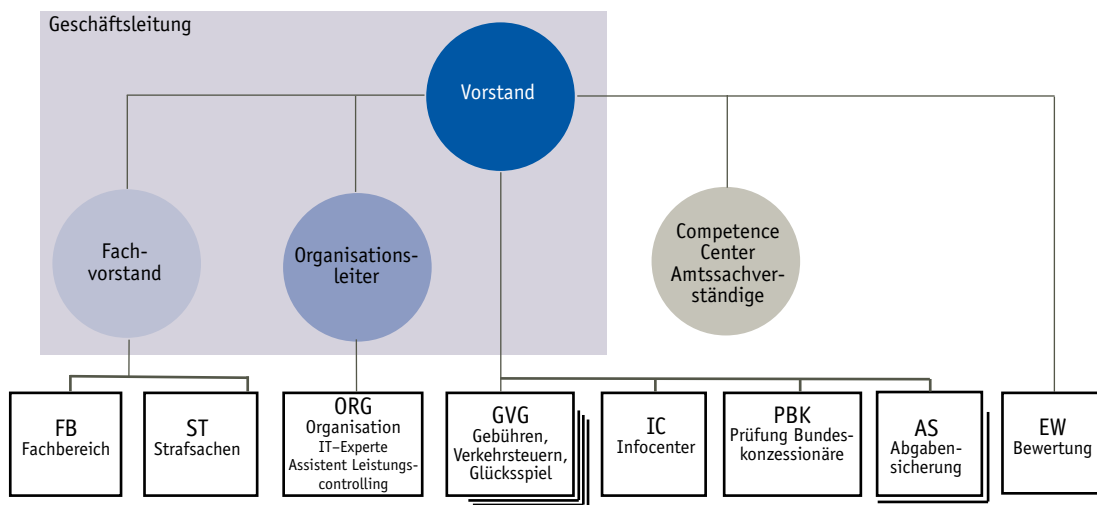 Geschäftsleitung
Vorstand
Fach-
vorstand
Organisations-
leiter
Competence
Center
Amtssachver-
ständige
FB
Fachbereich
ST
Strafsachen
ORG
Organisation
IT–Experte
Assistent Leistungs-
controlling
GVG
Gebühren,
Verkehrsteuern,
Glücksspiel
IC
Infocenter
PBK
Prüfung Bundes-
konzessionäre
AS
Abgaben-
sicherung
EW
Bewertung